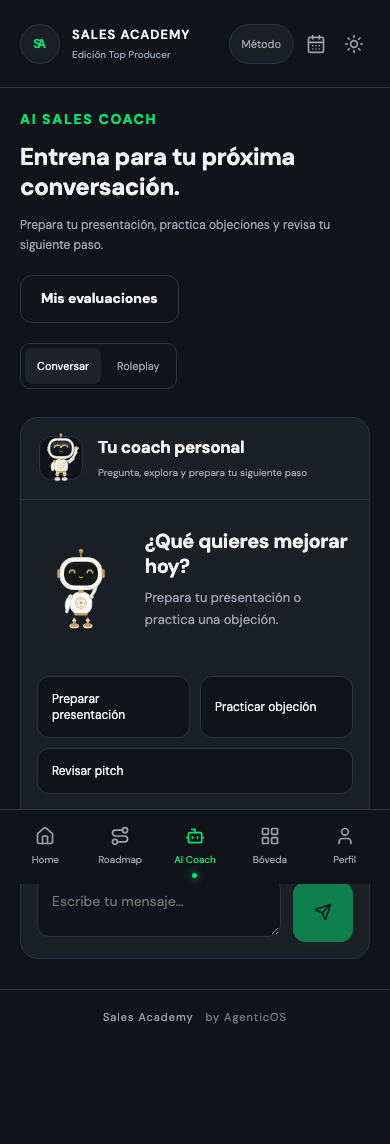 SA
SALES ACADEMY
Edición Top Producer
Método
AI SALES COACH
Entrena para tu próxima
conversación.
Prepara tu presentación, practica objeciones y revisa tu
siguiente paso.
Mis evaluaciones
Conversar
Roleplay
Tu coach personal
Pregunta, explora y prepara tu siguiente paso
¿Qué quieres mejorar
hoy?
Prepara tu presentación o
practica una objeción.
Preparar
presentación
Practicar objeción
Revisar pitch
Home
Roadmap
AI Coach
Bóveda
Perfil
Escribe tu mensaje...
Sales Academy by AgenticOS